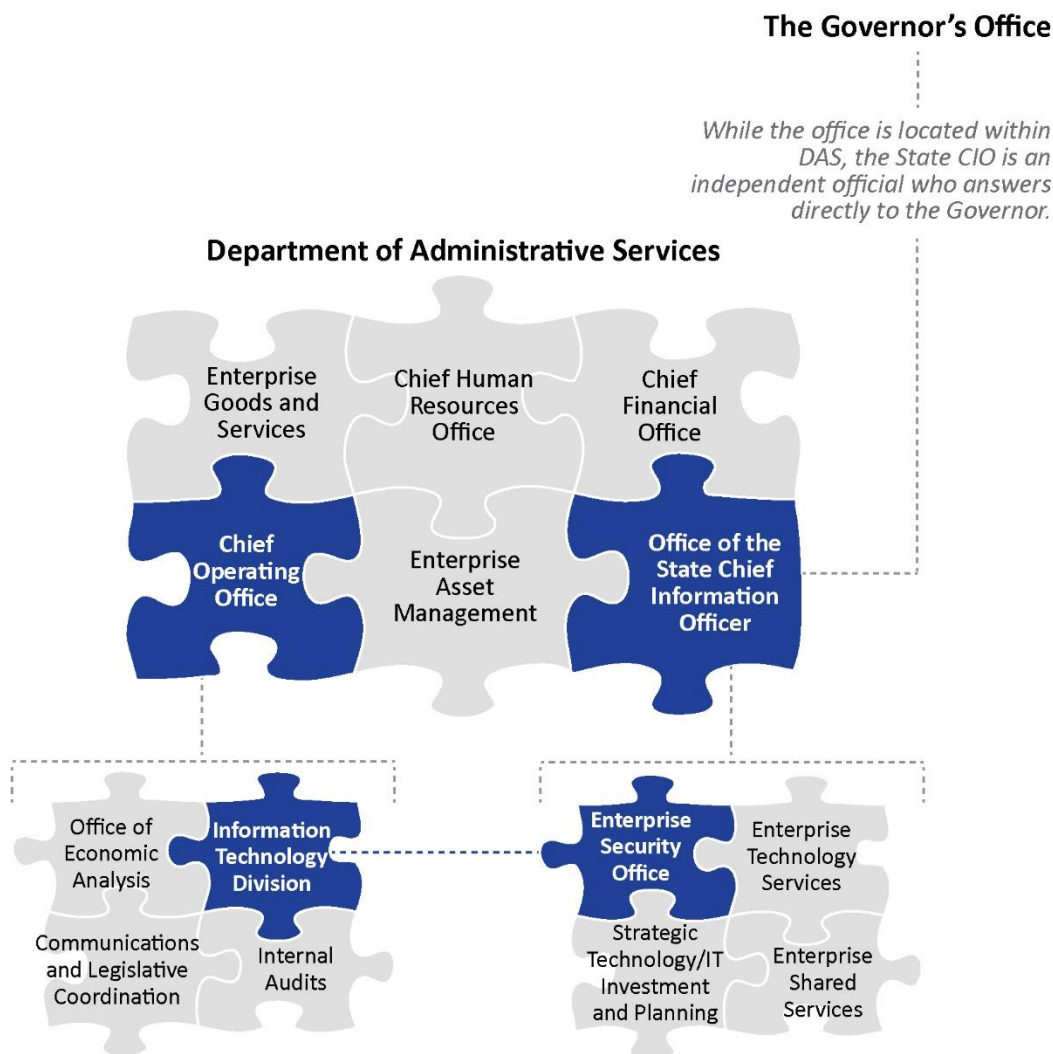 The Governor's Office
While the office is located within
DAS, the State CIO is an
independent official who answers
directly to the Governor.
Department of Administrative Services
Enterprise
Goods and
Services
Chief Human
Resources
Office
Chief
Financial
Office
Chief
Operating
Office
Enterprise
Asset
Management
Office of the
State Chief
Information
Officer
Office of
Economic
Analysis
Information
Technology
Division
Communications
and Legislative
Coordination
Internal
Audits
Enterprise
Security
Office
Enterprise
Technology
Services
Strategic
Technology/IT
Investment
and Planning
Enterprise
Shared
Services